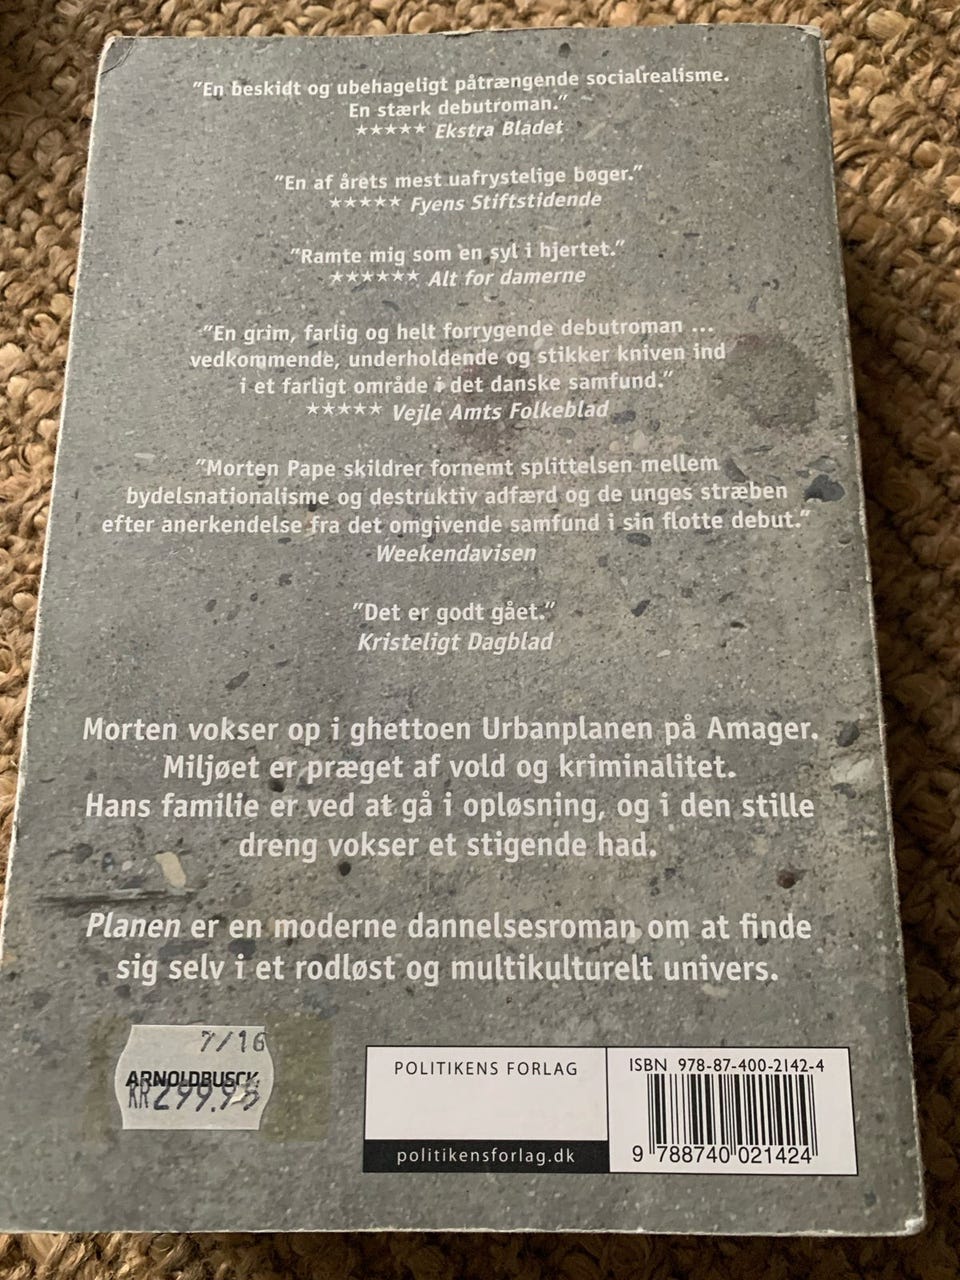 ”En beskidt og ubehageligt påtrængende socialrealisme.
En stærk debutroman.”
★★★★★ Ekstra Bladet
”En af årets mest uafrystelige bøger.”
★★★★★ Fyens Stiftstidende
”Ramte mig som en syl i hjertet.”
★★★★★★ Alt for damerne
”En grim, farlig og helt forrygende debutroman ...
vedkommende, underholdende og stikker kniven ind
i et farligt område i det danske samfund.”
★★★★★ Vejle Amts Folkeblad
”Morten Pape skildrer fornemt splittelsen mellem
bydelsnationalisme og destruktiv adfærd og de unges stræben
efter anerkendelse fra det omgivende samfund i sin flotte debut.”
Weekendavisen
”Det er godt gået.”
Kristeligt Dagblad
Morten vokser op i ghettoen Urbanplanen på Amager.
Miljøet er præget af vold og kriminalitet.
Hans familie er ved at gå i opløsning, og i den stille
dreng vokser et stigende had.
Planen er en moderne dannelsesroman om at finde
sig selv i et rodløst og multikulturelt univers.
7/16
ARNOLDBUSCK
KR299.95
POLITIKENS FORLAG
politikensforlag.dk
ISBN 978-87-400-2142-4
9 788740 021424